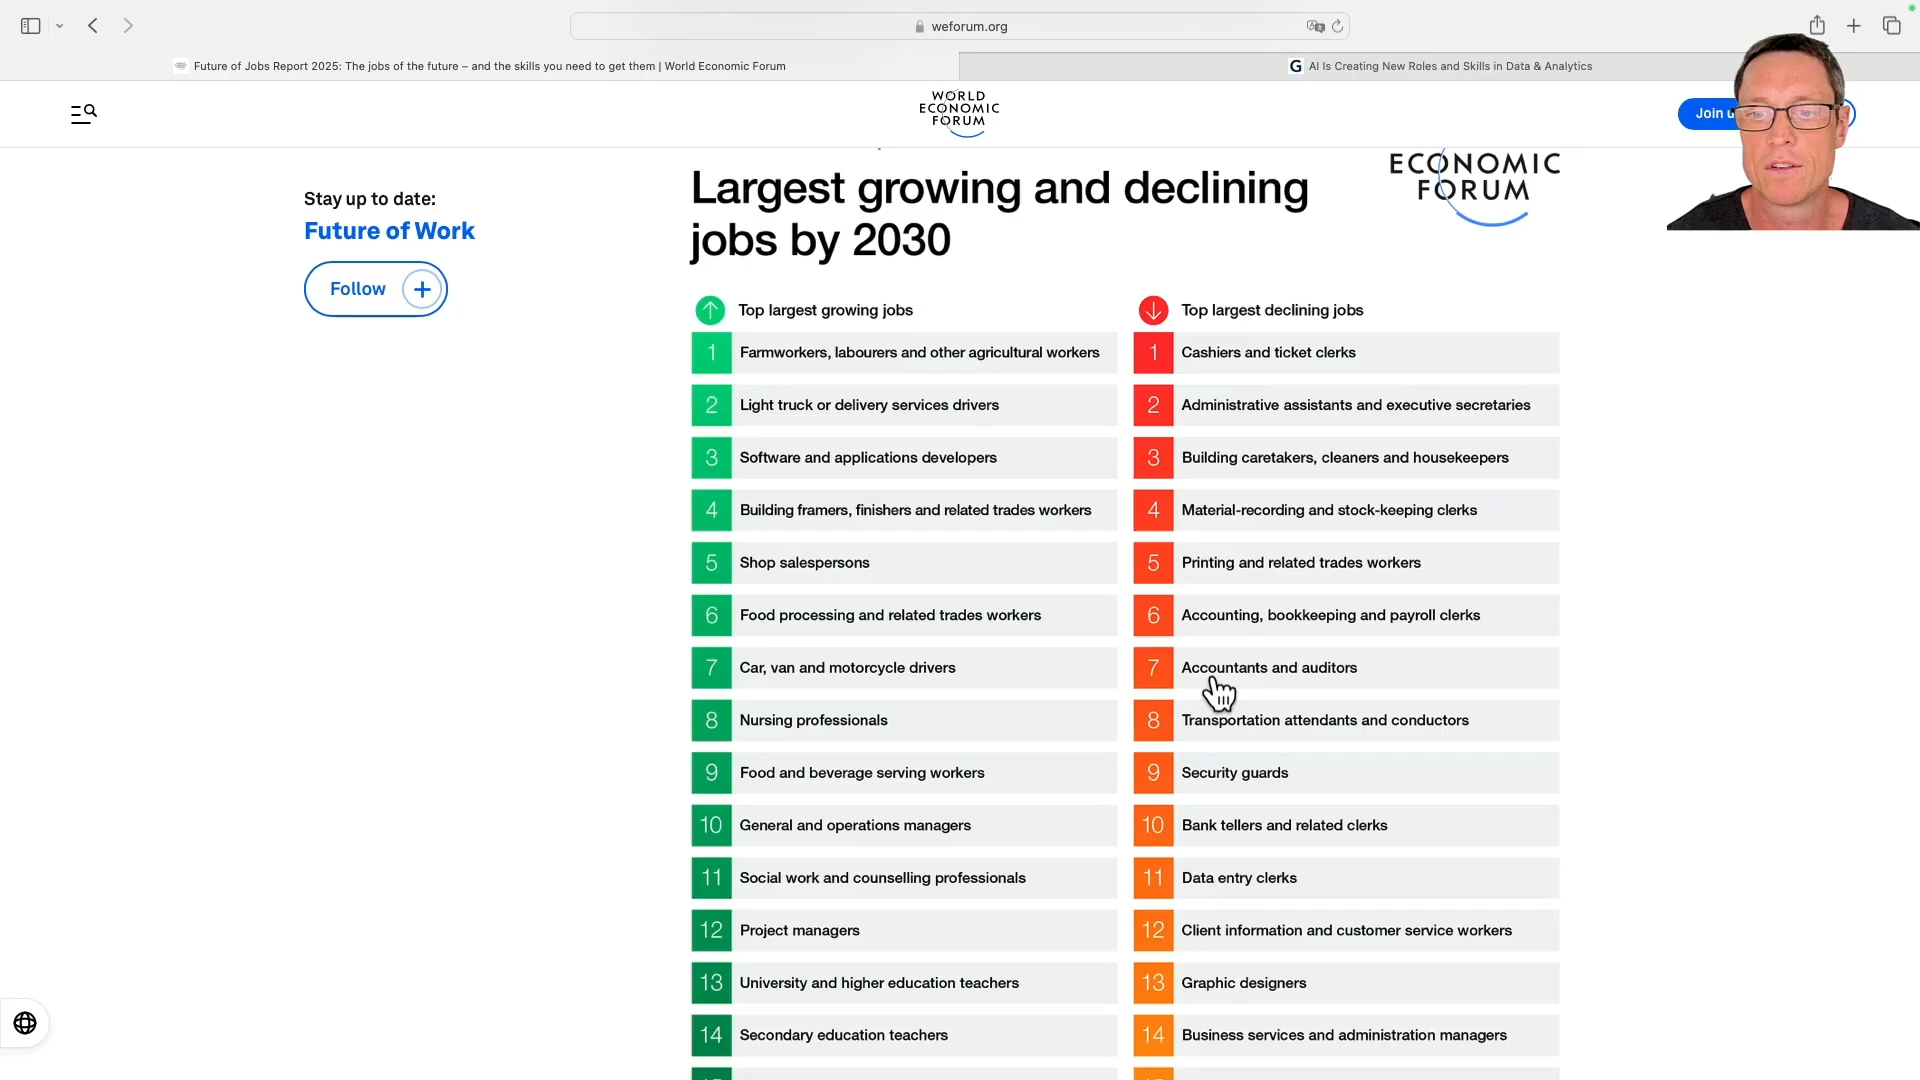 weforum.org
Future of Jobs Report 2025: The jobs of the future – and the skills you need to get them | World Economic Forum
G AI Is Creating New Roles and Skills in Data & Analytics
WORLD
ECONOMIC
FORUM
Join
ECONOMIC
FORUM
Stay up to date:
Future of Work
Follow +
Largest growing and declining
jobs by 2030
Top largest growing jobs
1 Farmworkers, labourers and other agricultural workers
2 Light truck or delivery services drivers
3 Software and applications developers
4 Building framers, finishers and related trades workers
5 Shop salespersons
6 Food processing and related trades workers
7 Car, van and motorcycle drivers
8 Nursing professionals
9 Food and beverage serving workers
10 General and operations managers
11 Social work and counselling professionals
12 Project managers
13 University and higher education teachers
14 Secondary education teachers
Top largest declining jobs
1 Cashiers and ticket clerks
2 Administrative assistants and executive secretaries
3 Building caretakers, cleaners and housekeepers
4 Material-recording and stock-keeping clerks
5 Printing and related trades workers
6 Accounting, bookkeeping and payroll clerks
7 Accountants and auditors
8 Transportation attendants and conductors
9 Security guards
10 Bank tellers and related clerks
11 Data entry clerks
12 Client information and customer service workers
13 Graphic designers
14 Business services and administration managers